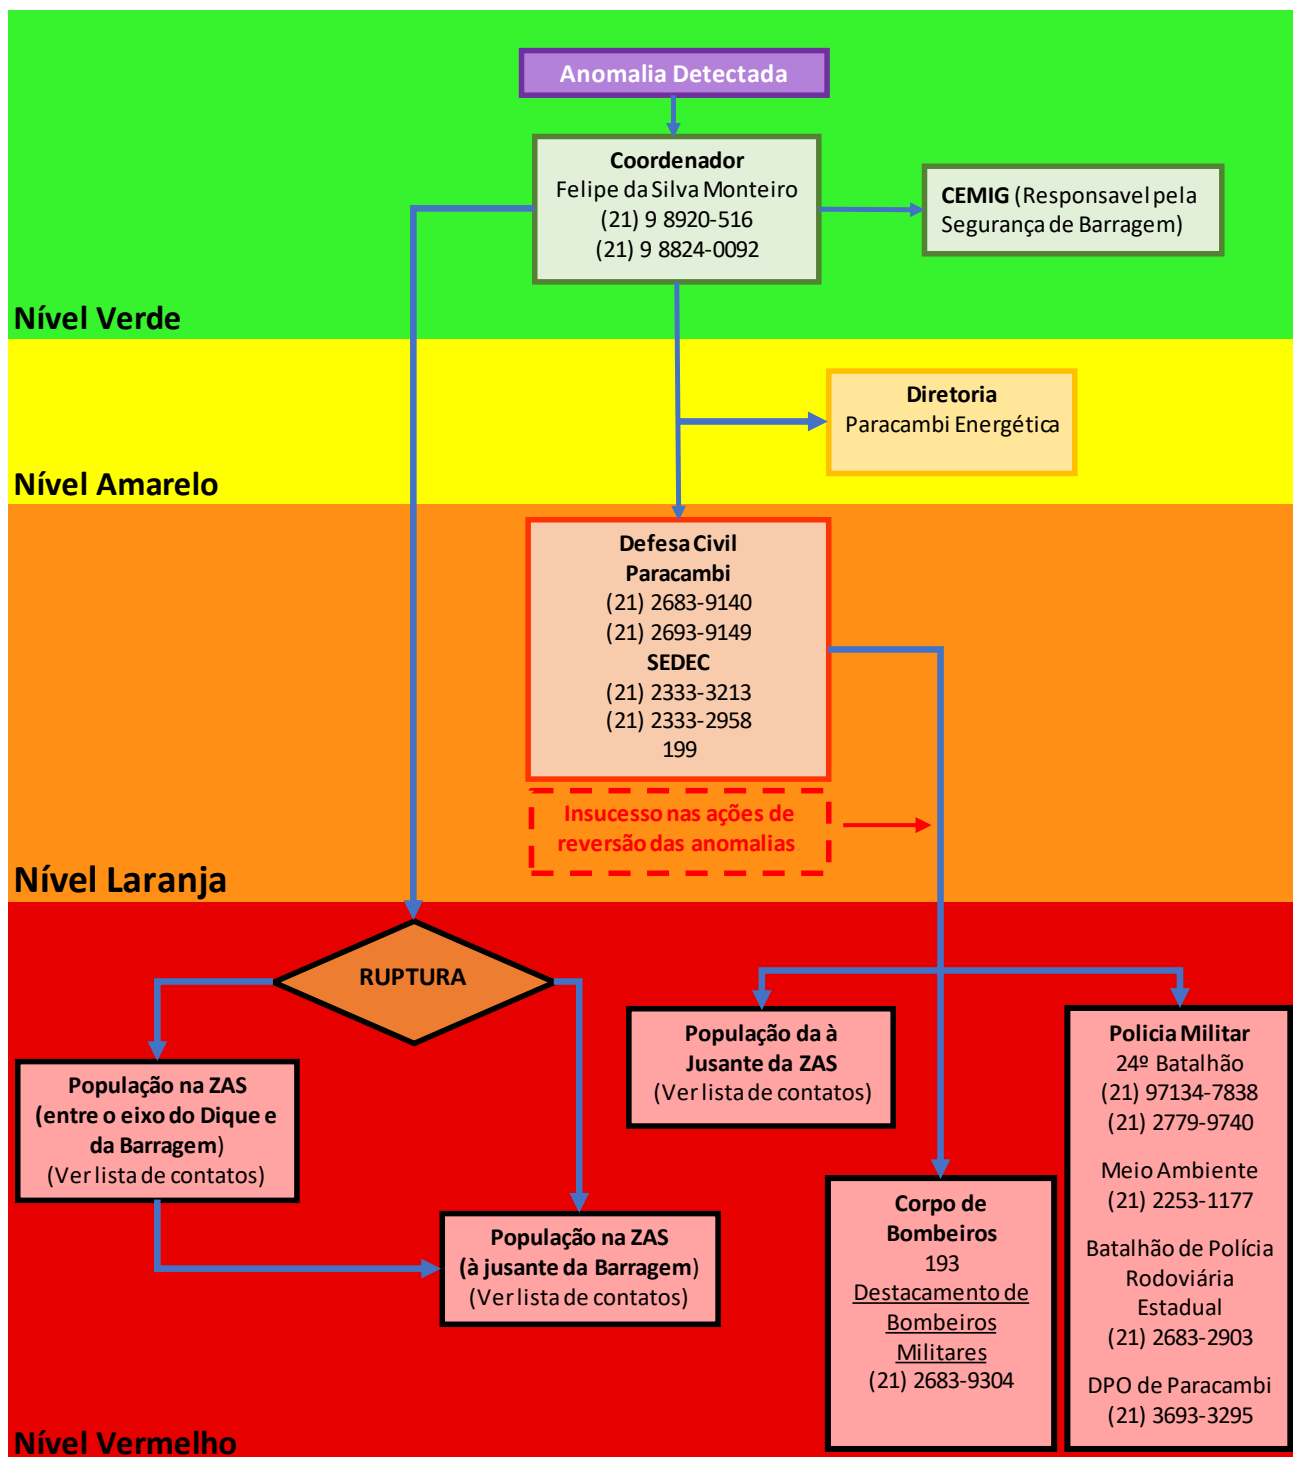 Anomalia Detectada
Coordenador
Felipe da Silva Monteiro
(21) 9 8920-516
(21) 9 8824-0092
CEMIG (Responsavel pela
Segurança de Barragem)
Nível Verde
Diretoria
Paracambi Energética
Nível Amarelo
Defesa Civil
Paracambi
(21) 2683-9140
(21) 2693-9149
SEDEC
(21) 2333-3213
(21) 2333-2958
199
Insucesso nas ações de
reversão das anomalias
Nível Laranja
RUPTURA
População na ZAS
(entre o eixo do Dique e
da Barragem)
(Ver lista de contatos)
População na ZAS
(à jusante da Barragem)
(Ver lista de contatos)
População da à
Jusante da ZAS
(Ver lista de contatos)
Corpo de
Bombeiros
193
Destacamento de
Bombeiros
Militares
(21) 2683-9304
Policia Militar
24º Batalhão
(21) 97134-7838
(21) 2779-9740
Meio Ambiente
(21) 2253-1177
Batalhão de Polícia
Rodoviária
Estadual
(21) 2683-2903
DPO de Paracambi
(21) 3693-3295
Nível Vermelho